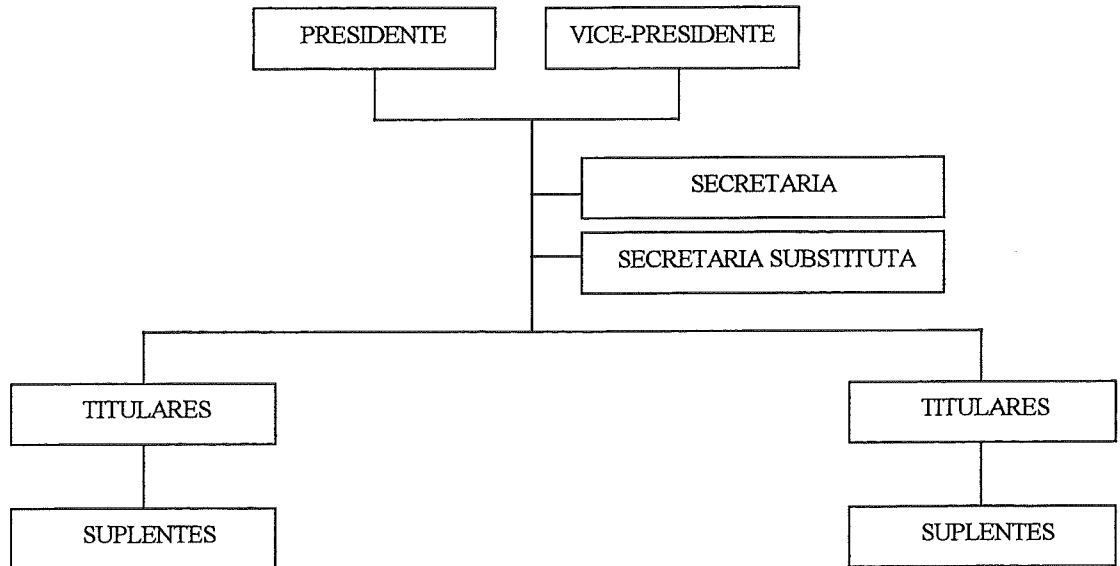 PRESIDENTE
VICE-PRESIDENTE
SECRETARIA
SECRETARIA SUBSTITUTA
TITULARES
TITULARES
SUPLENTES
SUPLENTES